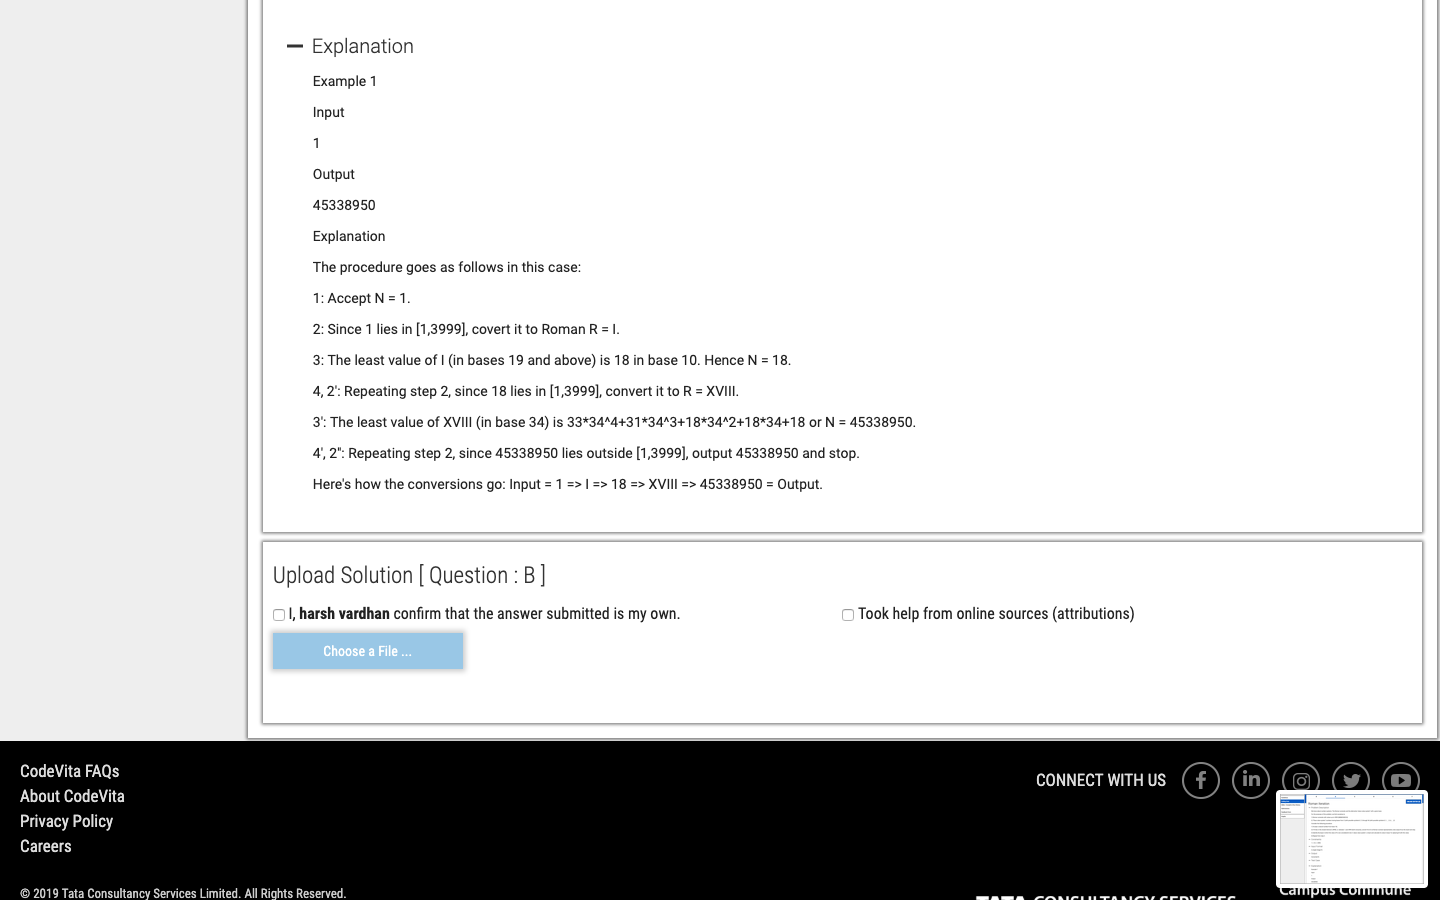 Explanation
Example 1
Input
1
Output
45338950
Explanation
The procedure goes as follows in this case:
1: Accept N = 1.
2: Since 1 lies in [1,3999], covert it to Roman R = I.
3: The least value of I (in bases 19 and above) is 18 in base 10. Hence N = 18.
4, 2': Repeating step 2, since 18 lies in [1,3999], convert it to R = XVIII.
3': The least value of XVIII (in base 34) is 33*34^4+31*34^3+18*34^2+18*34+18 or N = 45338950.
4', 2'': Repeating step 2, since 45338950 lies outside [1,3999], output 45338950 and stop.
Here's how the conversions go: Input = 1 => I => 18 => XVIII => 45338950 = Output.
Upload Solution [ Question : B ]
I, harsh vardhan confirm that the answer submitted is my own.
Took help from online sources (attributions)
Choose a File ...
CodeVita FAQs
About CodeVita
Privacy Policy
Careers
CONNECT WITH US
© 2019 Tata Consultancy Services Limited. All Rights Reserved.
TATA CONSULTANCY SERVICES
Campus Commune